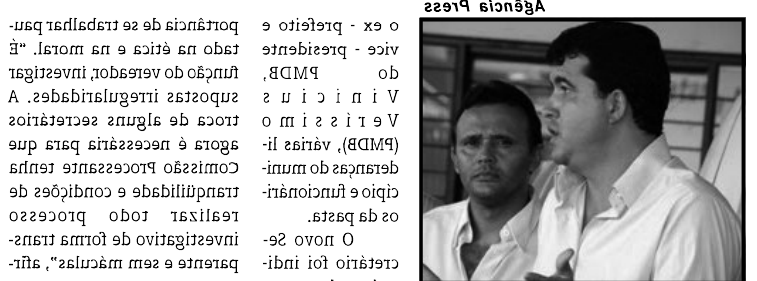 Agência Press
o ex - prefeito e
vice - presidente
do PMDB,
V i n i c i u s
V e r i s s i m o
(PMDB), várias li-
deranças do muni-
cípio e funcionári-
os da pasta.
O novo Se-
cretário foi indi-
portância de se trabalhar pau-
tado na ética e na moral. “É
função do vereador, investigar
supostas irregularidades. A
troca de alguns secretários
agora é necessária para que
Comissão Processante tenha
tranqüilidade e condições de
realizar todo processo
investigativo de forma trans-
parente e sem máculas”, afir-